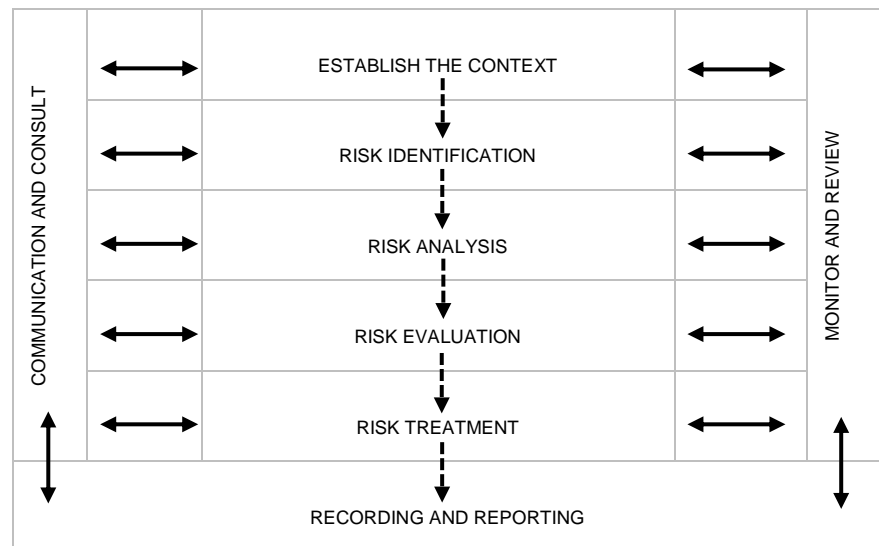 COMMUNICATION AND CONSULT
ESTABLISH THE CONTEXT
RISK IDENTIFICATION
RISK ANALYSIS
RISK EVALUATION
RISK TREATMENT
MONITOR AND REVIEW
RECORDING AND REPORTING